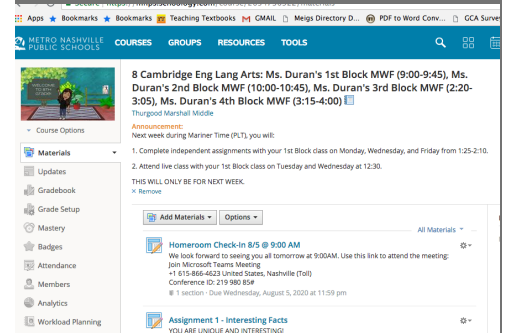 Apps Bookmarks Bookmarks Teaching Textbooks M GMAIL Meigs Directory D... PDF to Word Conv... GCA Surve
METRO NASHVILLE
PUBLIC SCHOOLS
COURSES GROUPS RESOURCES TOOLS
8 Cambridge Eng Lang Arts: Ms. Duran's 1st Block MWF (9:00-9:45), Ms.
Duran's 2nd Block MWF (10:00-10:45), Ms. Duran's 3rd Block MWF (2:20-
3:05), Ms. Duran's 4th Block MWF (3:15-4:00)
Thurgood Marshall Middle
Announcement:
Next week during Mariner Time (PLT), you will:
1. Complete independent assignments with your 1st Block class on Monday, Wednesday, and Friday from 1:25-2:10.
2. Attend live class with your 1st Block class on Tuesday and Wednesday at 12:30.
THIS WILL ONLY BE FOR NEXT WEEK.
× Remove
Course Options
Materials
Updates
Gradebook
Grade Setup
Mastery
Badges
Attendance
Members
Analytics
Workload Planning
Add Materials Options
All Materials
Homeroom Check-In 8/5 @ 9:00 AM
We look forward to seeing you all tomorrow at 9:00AM. Use this link to attend the meeting:
Join Microsoft Teams Meeting
+1 615-866-4623 United States, Nashville (Toll)
Conference ID: 219 980 85#
1 section · Due Wednesday, August 5, 2020 at 11:59 pm
Assignment 1 - Interesting Facts
YOU ARE UNIQUE AND INTERESTING!